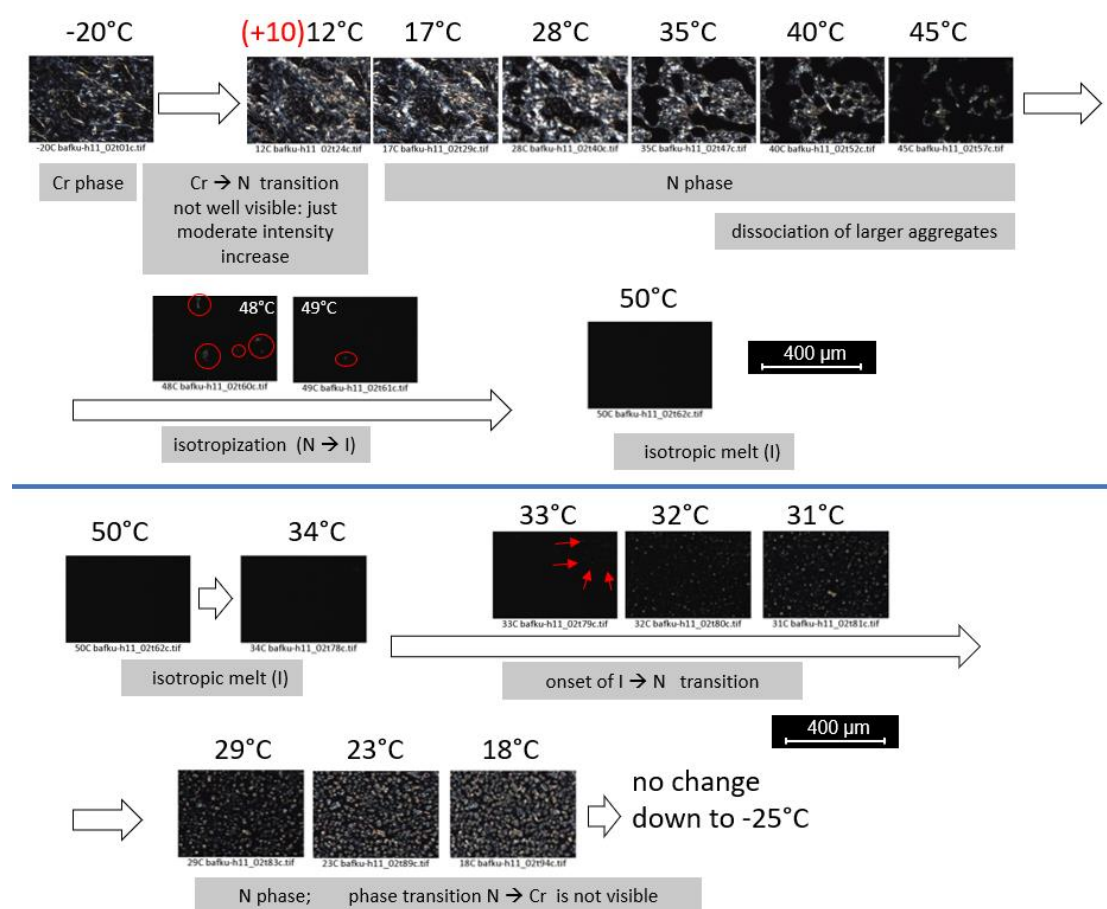 -20°C (+10)12°C 17°C 28°C 35°C 40°C 45°C
-20C bafku-h11_02t01c.tif 12C bafku-h11_02t24c.tif 17C bafku-h11_02t29c.tif 28C bafku-h11_02t40c.tif 35C bafku-h11_02t47c.tif 40C bafku-h11_02t52c.tif 45C bafku-h11_02t57c.tif
Cr phase
Cr → N transition
not well visible: just
moderate intensity
increase
N phase
dissociation of larger aggregates
48°C 49°C
48C bafku-h11_02t60c.tif 49C bafku-h11_02t61c.tif
isotropization (N → I)
50°C
50C bafku-h11_02t62c.tif
400 µm
isotropic melt (I)
50°C 34°C
50C bafku-h11_02t62c.tif 34C bafku-h11_02t78c.tif
isotropic melt (I)
33°C 32°C 31°C
33C bafku-h11_02t79c.tif 32C bafku-h11_02t80c.tif 31C bafku-h11_02t81c.tif
onset of I → N transition
400 µm
29°C 23°C 18°C
29C bafku-h11_02t83c.tif 23C bafku-h11_02t89c.tif 18C bafku-h11_02t94c.tif
no change
down to -25°C
N phase; phase transition N → Cr is not visible